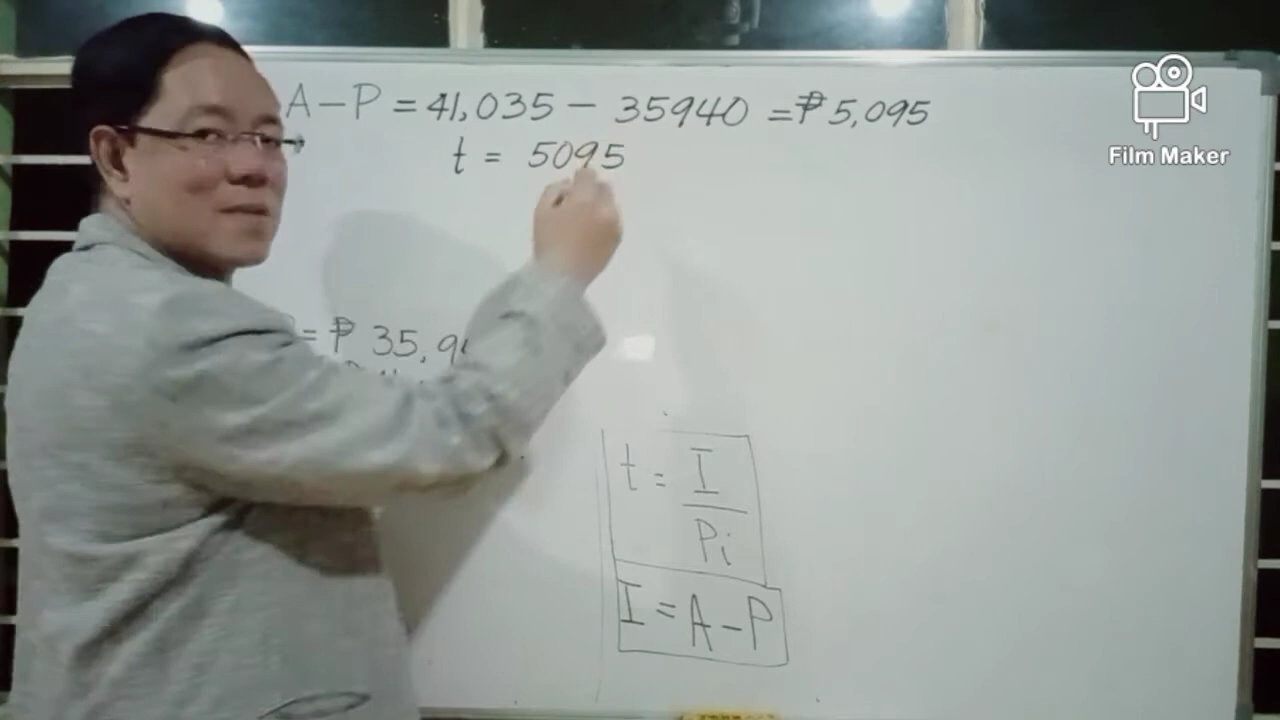 A-P = 41,035 - 35940 = ₱5,095
t = 5095
= ₱ 35,9
t = I
Pi
I = A-P
Film Maker